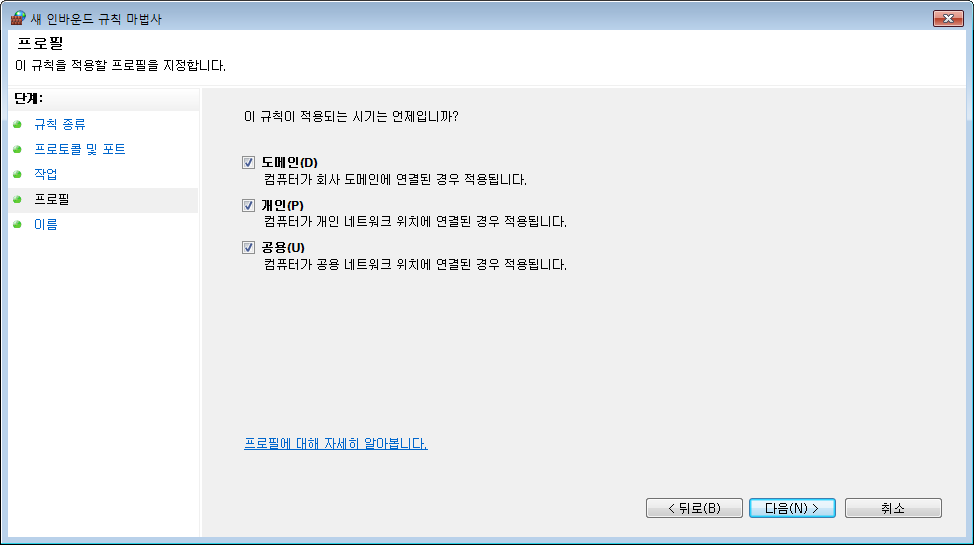 새 인바운드 규칙 마법사
프로필
이 규칙을 적용할 프로필을 지정합니다.
단계:
규칙 종류
프로토콜 및 포트
작업
프로필
이름
이 규칙이 적용되는 시기는 언제입니까?
도메인(D)
컴퓨터가 회사 도메인에 연결된 경우 적용됩니다.
개인(P)
컴퓨터가 개인 네트워크 위치에 연결된 경우 적용됩니다.
공용(U)
컴퓨터가 공용 네트워크 위치에 연결된 경우 적용됩니다.
프로필에 대해 자세히 알아봅니다.
< 뒤로(B) 다음(N) > 취소